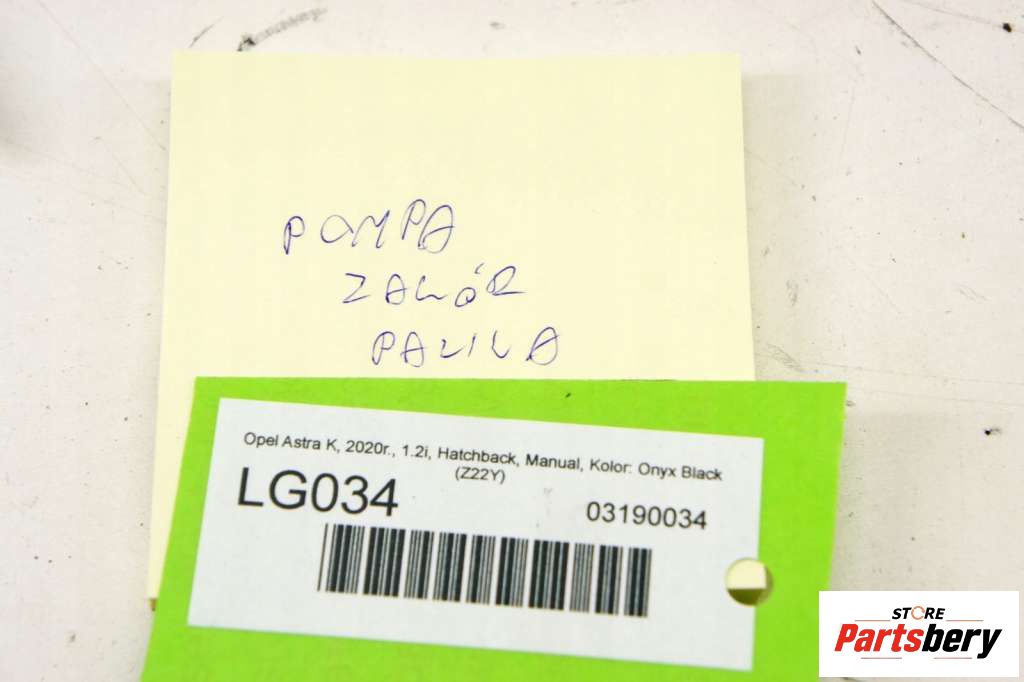 POMPA
ZAWÓR
PALIWA
Opel Astra K, 2020r., 1.2i, Hatchback, Manual, Kolor: Onyx Black
(Z22Y)
LG034
03190034
STORE
Partsbery